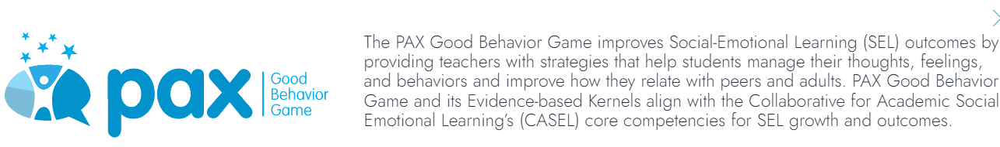 pax
Good
Behavior
Game
The PAX Good Behavior Game improves Social-Emotional Learning (SEL) outcomes by
providing teachers with strategies that help students manage their thoughts, feelings,
and behaviors and improve how they relate with peers and adults. PAX Good Behavior
Game and its Evidence-based Kernels align with the Collaborative for Academic Social
Emotional Learning's (CASEL) core competencies for SEL growth and outcomes.